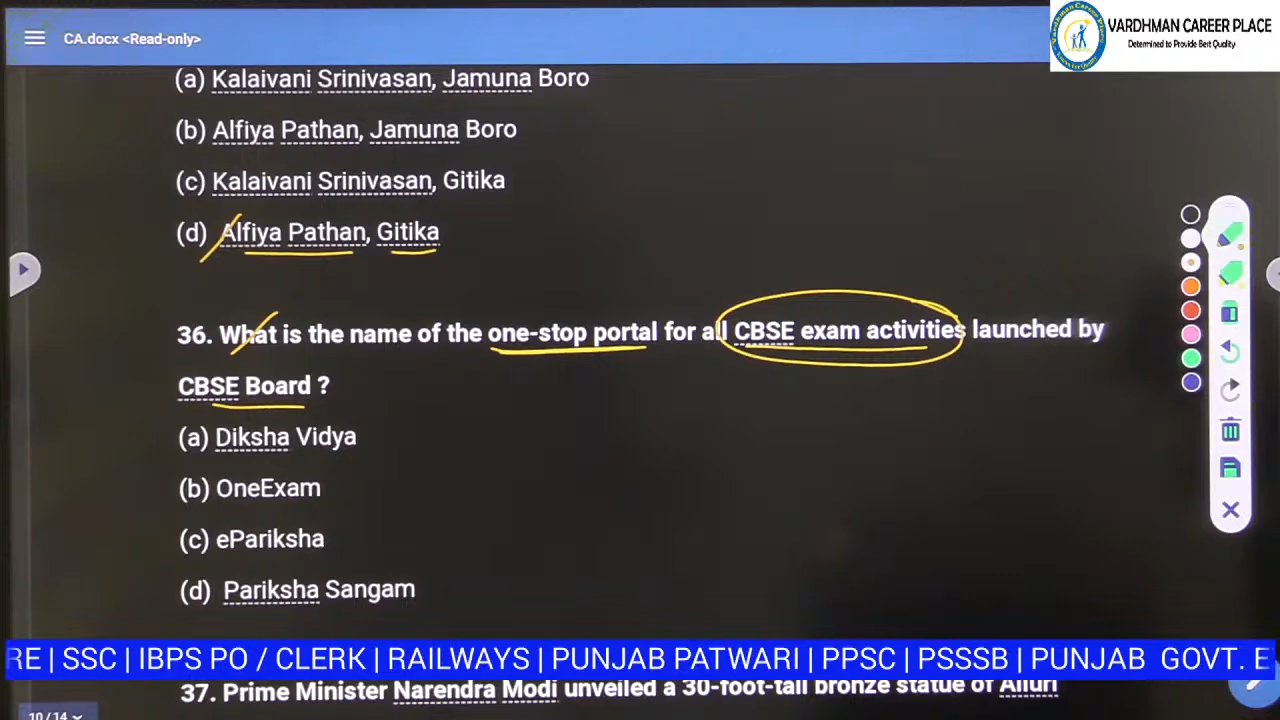 CA.docx <Read-only>
VARDHMAN CAREER PLACE
Determined to Provide Bert Quality
(a) Kalaivani Srinivasan, Jamuna Boro
(b) Alfiya Pathan, Jamuna Boro
(c) Kalaivani Srinivasan, Gitika
(d) Alfiya Pathan, Gitika
36. What is the name of the one-stop portal for all CBSE exam activities launched by
CBSE Board ?
(a) Diksha Vidya
(b) OneExam
(c) ePariksha
(d) Pariksha Sangam
RE | SSC | IBPS PO / CLERK | RAILWAYS | PUNJAB PATWARI | PPSC | PSSSB | PUNJAB GOVT. E
37. Prime Minister Narendra Modi unveiled a 30-foot-tall bronze statue of Alluri
10/14